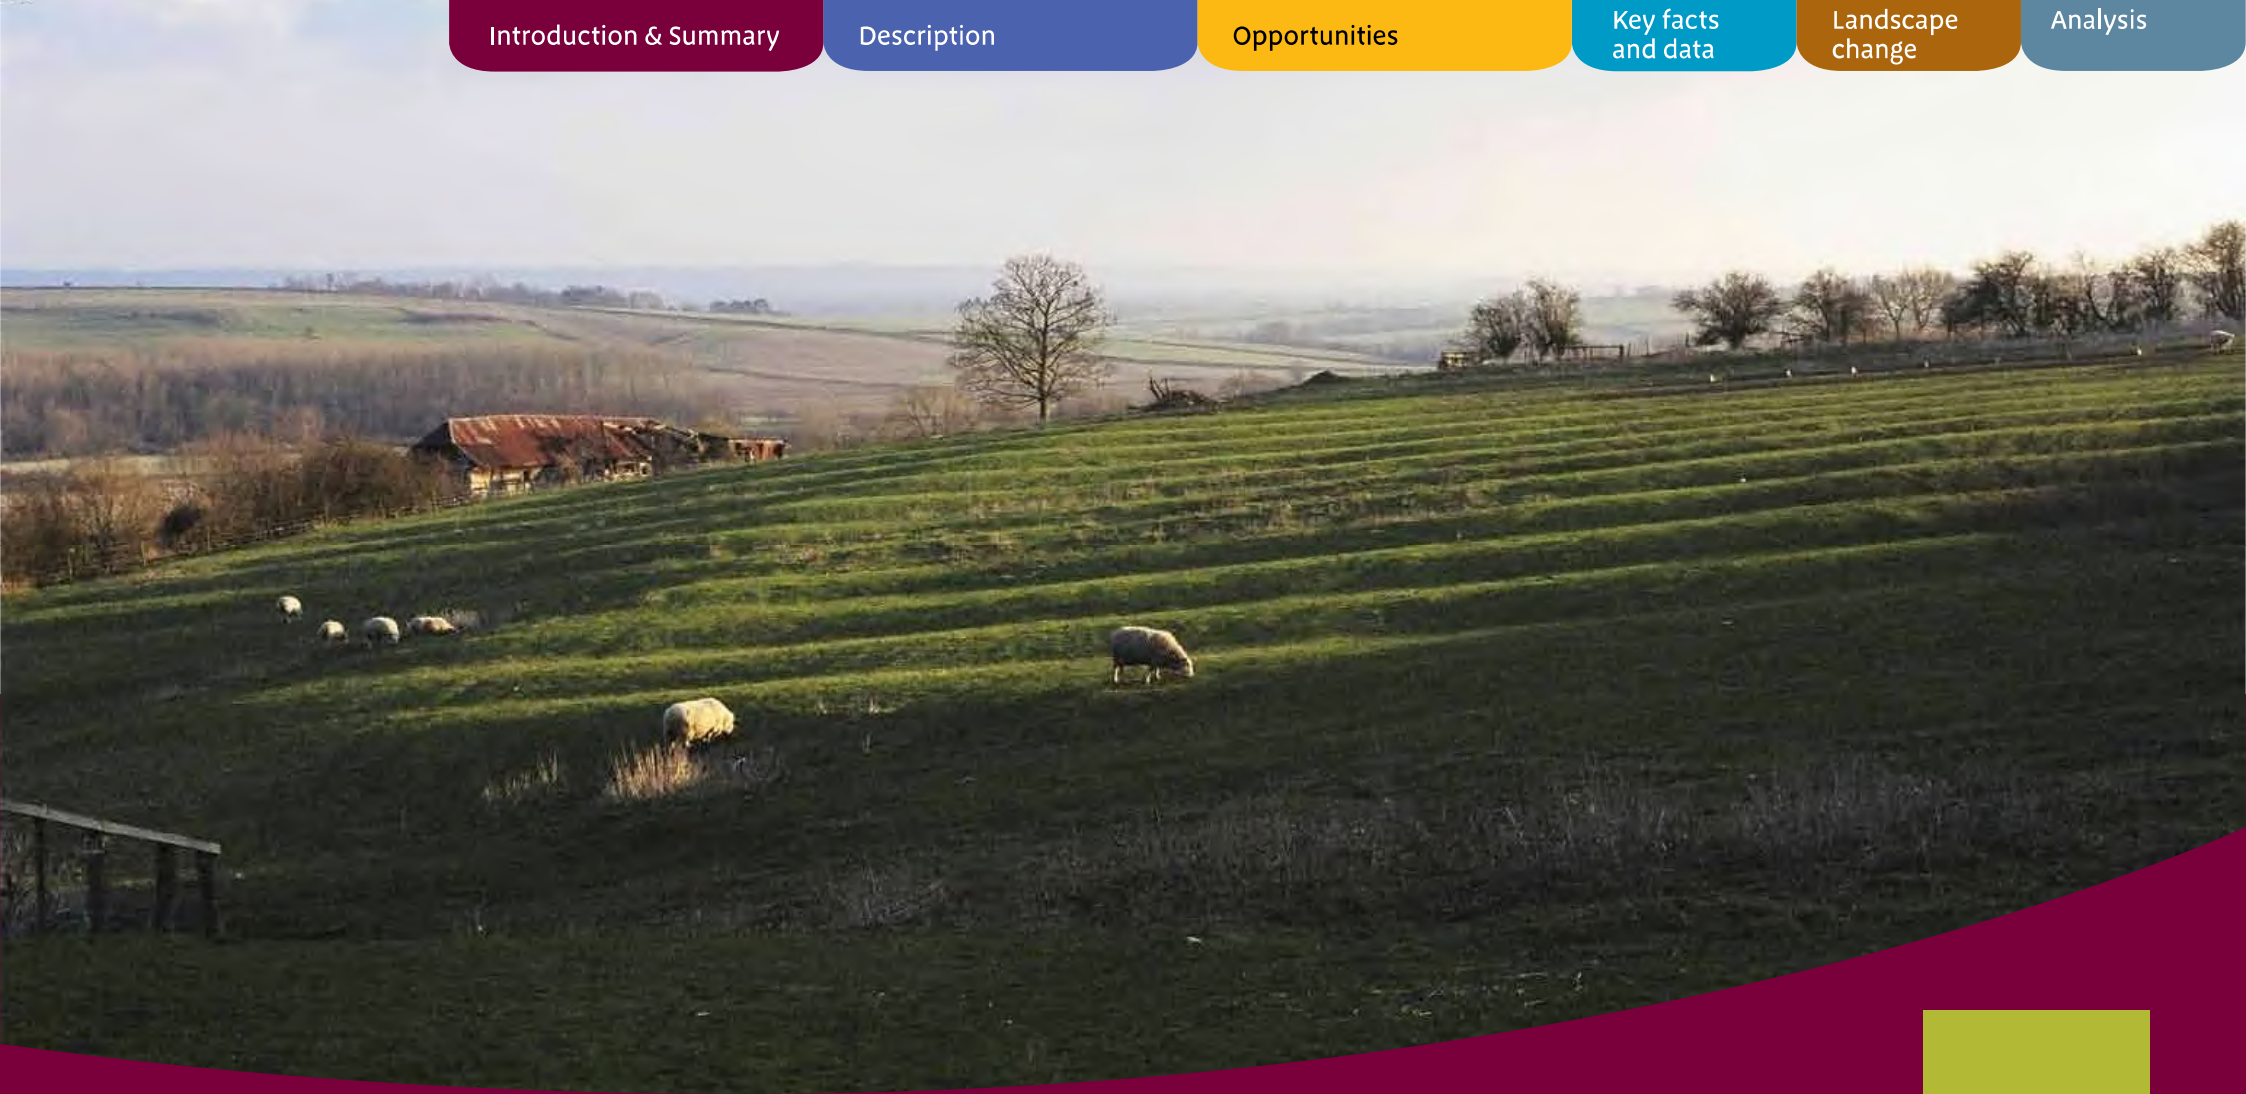 Introduction & Summary
Description
Opportunities
Key facts
and data
Landscape
change
Analysis